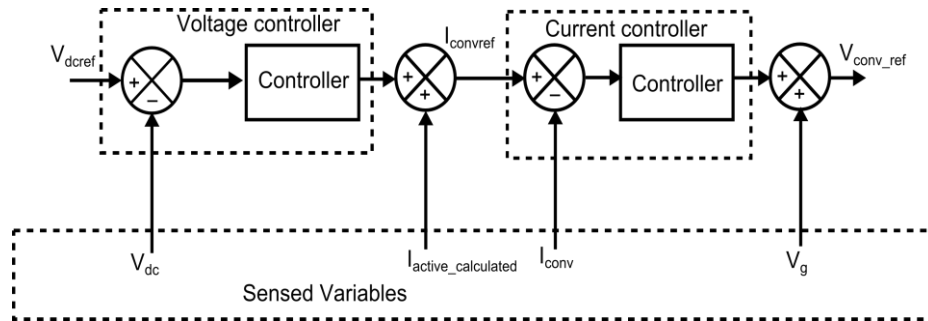 Voltage controller
Current controller
V_dcref
I_convref
V_conv_ref
+
−
Controller
+
+
+
−
Controller
+
+
V_dc
I_active_calculated
I_conv
V_g
Sensed Variables